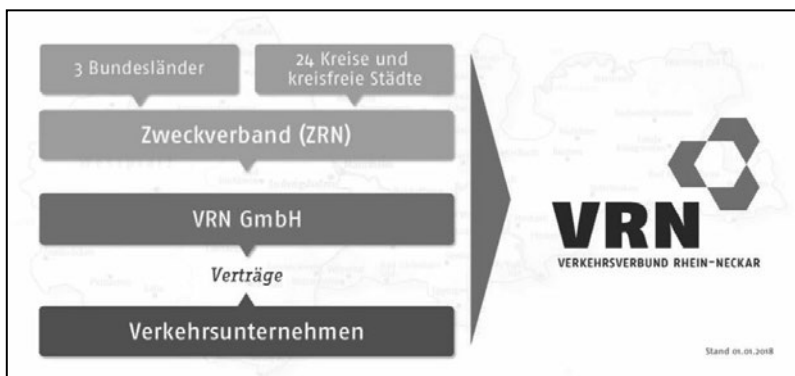 3 Bundesländer
24 Kreise und
kreisfreie Städte
Zweckverband (ZRN)
VRN GmbH
Verträge
Verkehrsunternehmen
VRN
VERKEHRSVERBUND RHEIN-NECKAR
Stand 01.01.2018